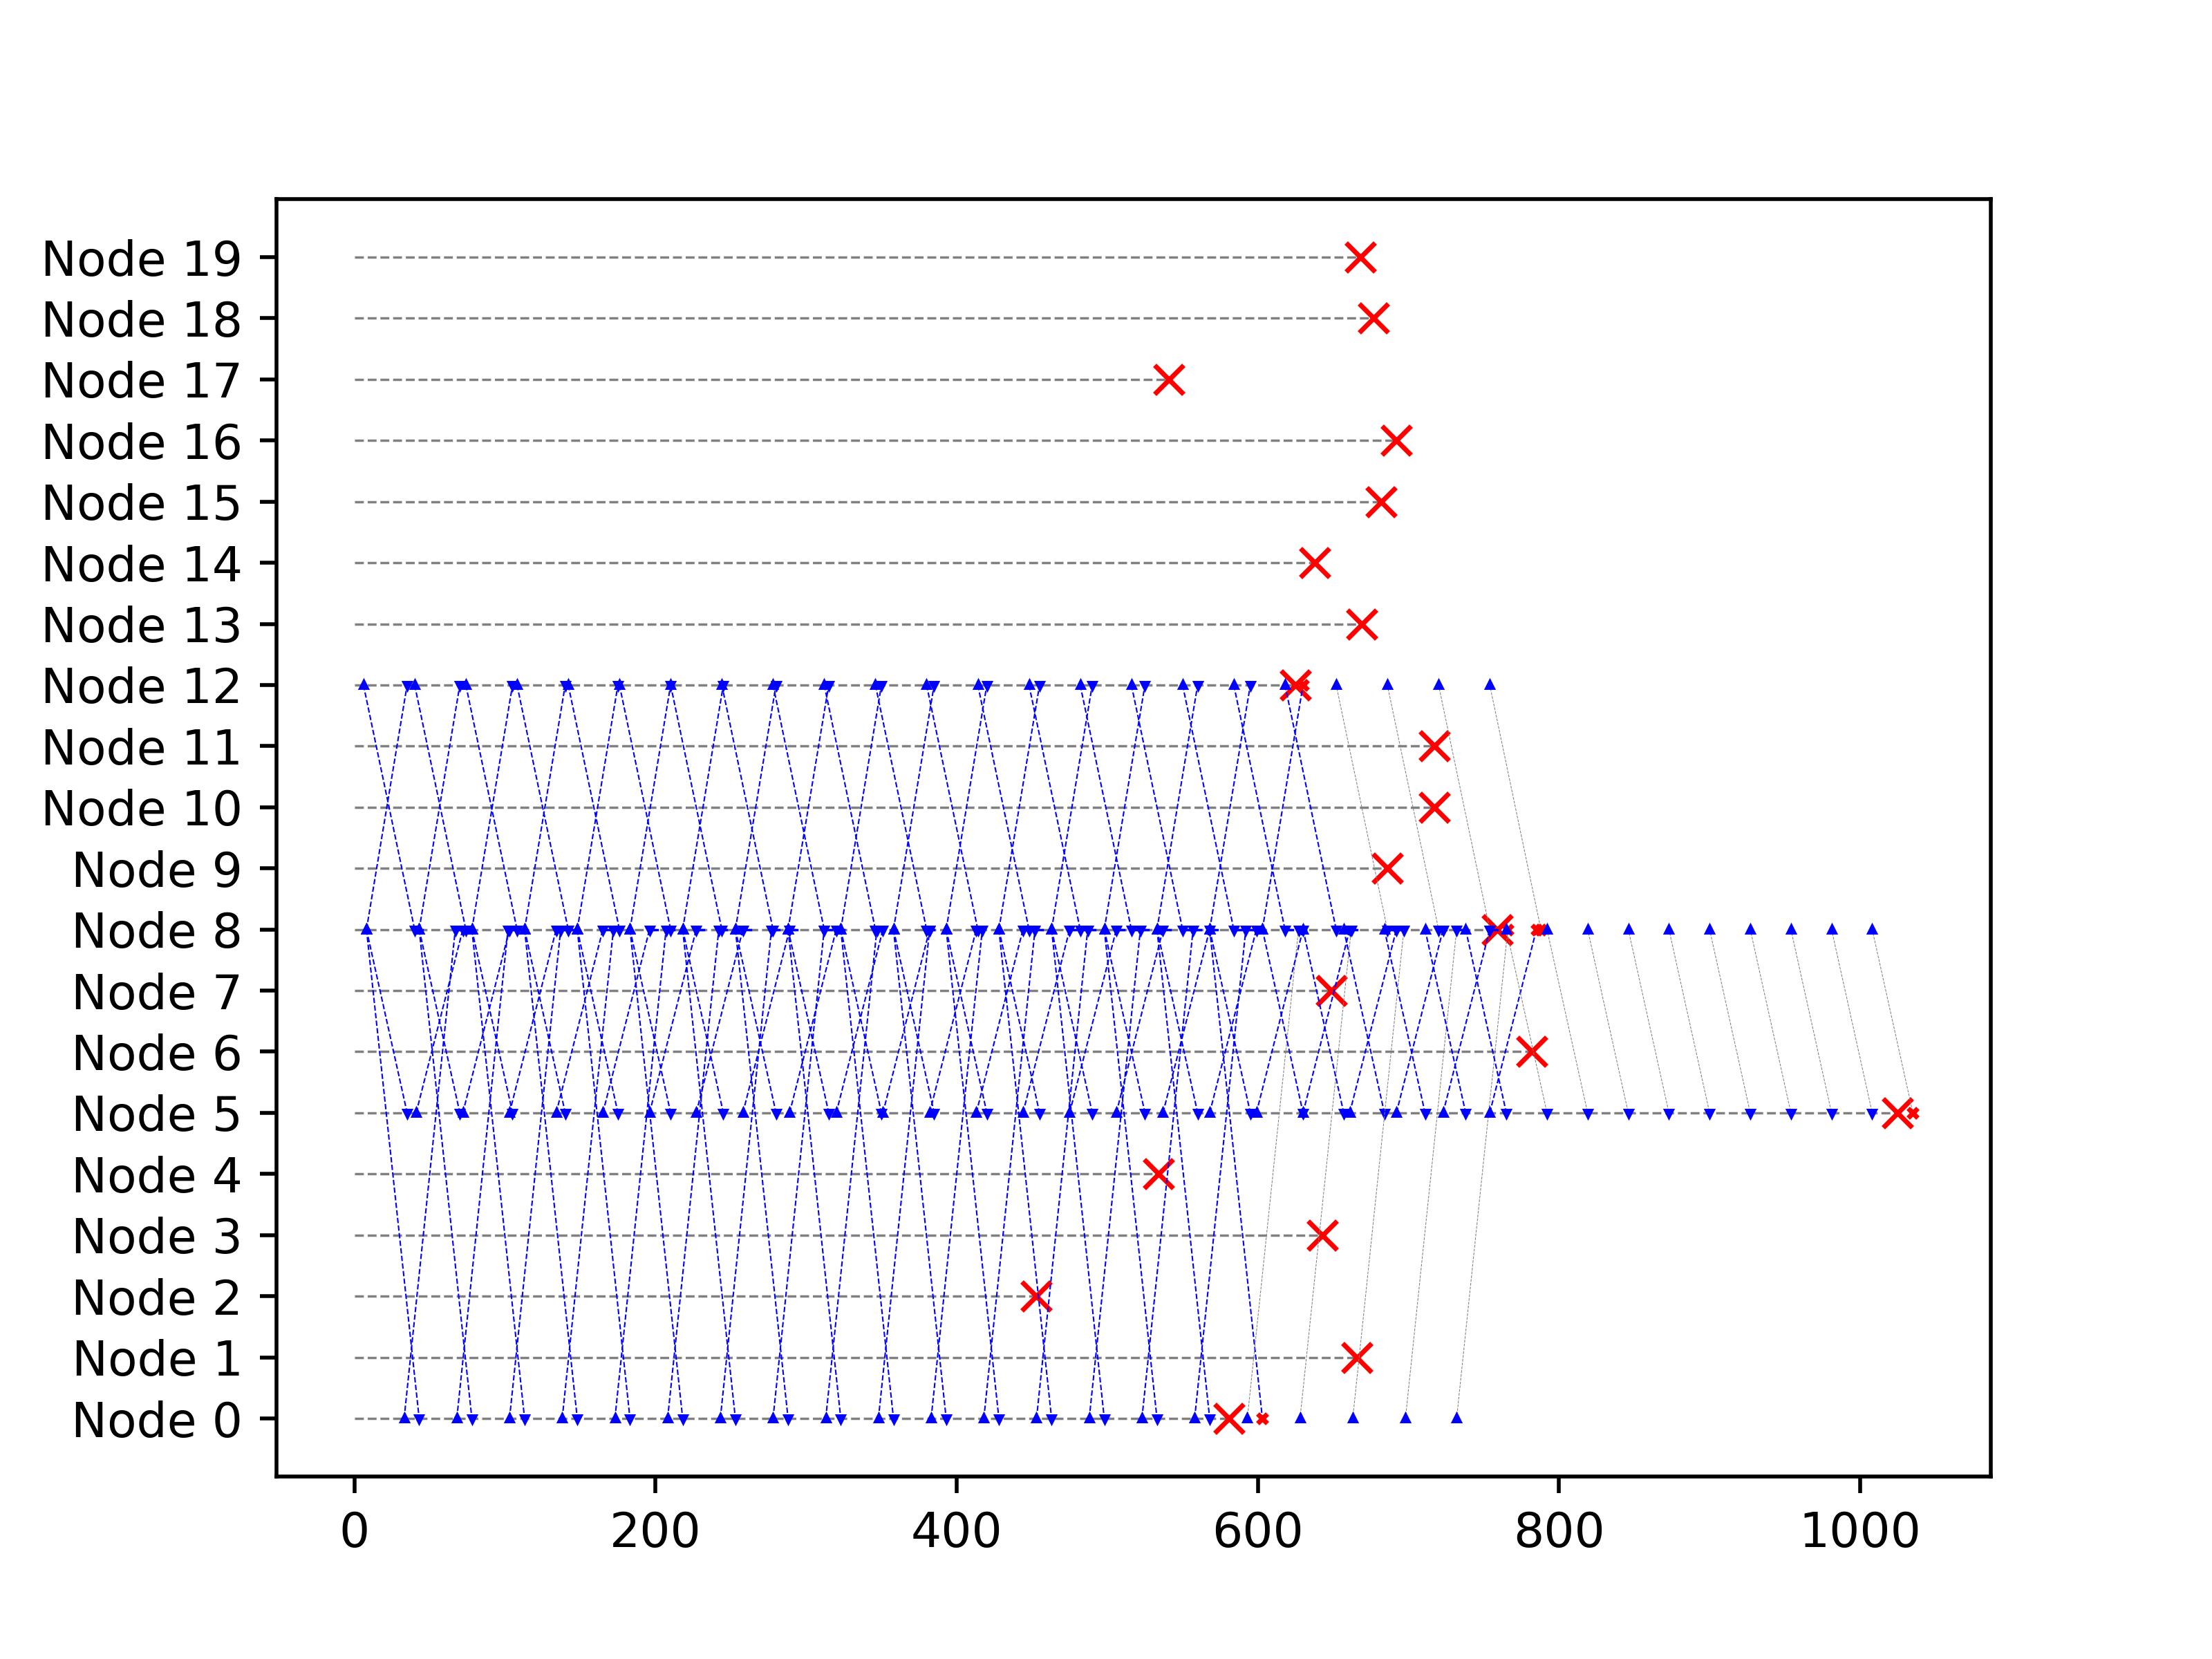 Node 19
Node 18
Node 17
Node 16
Node 15
Node 14
Node 13
Node 12
Node 11
Node 10
Node 9
Node 8
Node 7
Node 6
Node 5
Node 4
Node 3
Node 2
Node 1
Node 0
0 200 400 600 800 1000